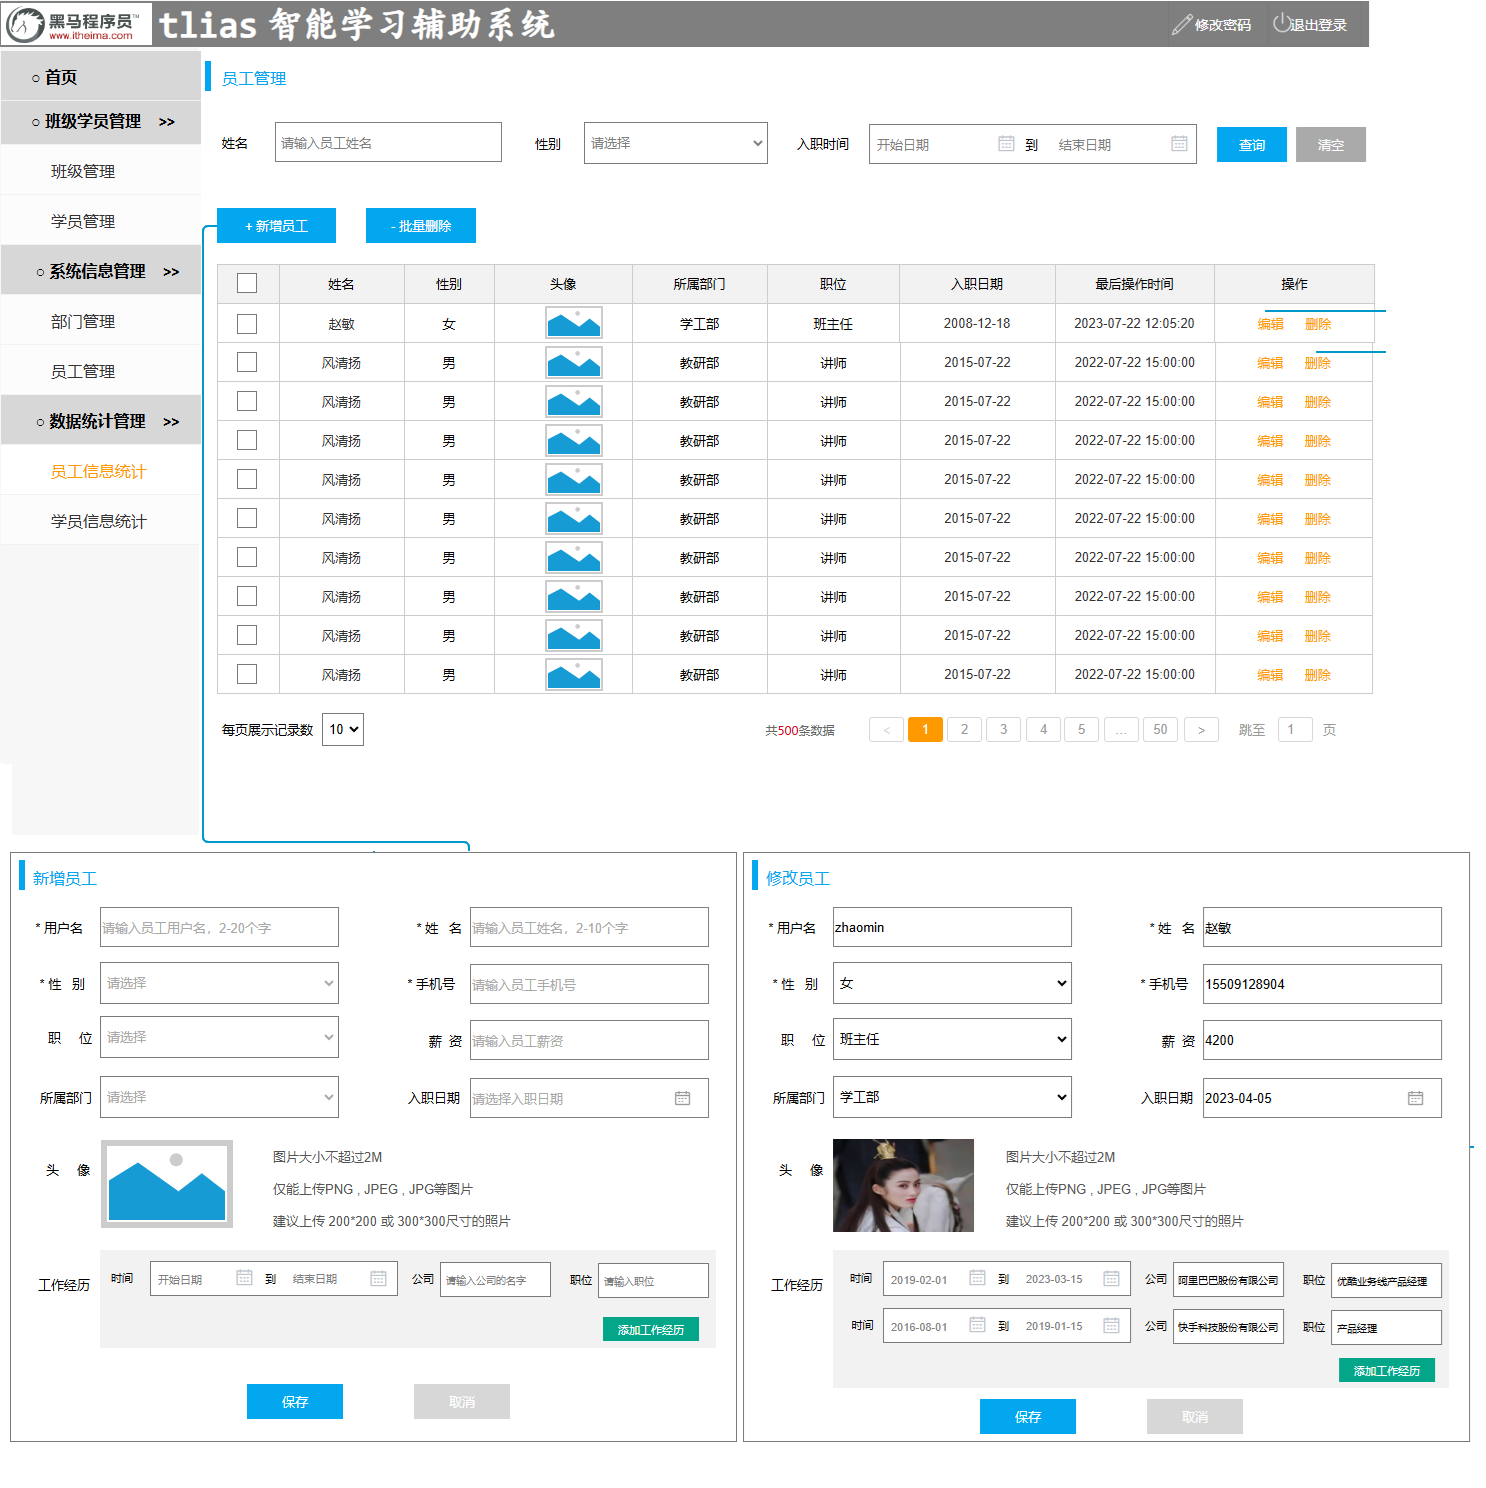 黑马程序员™
www.itheima.com
tlias 智能学习辅助系统
修改密码 退出登录
首页
班级学员管理 >>
班级管理
学员管理
系统信息管理 >>
部门管理
员工管理
数据统计管理 >>
员工信息统计
学员信息统计
员工管理
姓名 请输入员工姓名 性别 请选择 入职时间 开始日期 到 结束日期 查询 清空
+ 新增员工 - 批量删除
姓名 性别 头像 所属部门 职位 入职日期 最后操作时间 操作
赵敏 女 学工部 班主任 2008-12-18 2023-07-22 12:05:20 编辑 删除
风清扬 男 教研部 讲师 2015-07-22 2022-07-22 15:00:00 编辑 删除
风清扬 男 教研部 讲师 2015-07-22 2022-07-22 15:00:00 编辑 删除
风清扬 男 教研部 讲师 2015-07-22 2022-07-22 15:00:00 编辑 删除
风清扬 男 教研部 讲师 2015-07-22 2022-07-22 15:00:00 编辑 删除
风清扬 男 教研部 讲师 2015-07-22 2022-07-22 15:00:00 编辑 删除
风清扬 男 教研部 讲师 2015-07-22 2022-07-22 15:00:00 编辑 删除
风清扬 男 教研部 讲师 2015-07-22 2022-07-22 15:00:00 编辑 删除
风清扬 男 教研部 讲师 2015-07-22 2022-07-22 15:00:00 编辑 删除
风清扬 男 教研部 讲师 2015-07-22 2022-07-22 15:00:00 编辑 删除
每页展示记录数 10 共500条数据 < 1 2 3 4 5 ... 50 > 跳至 1 页
新增员工
* 用户名 请输入员工用户名，2-20个字 * 姓 名 请输入员工姓名，2-10个字
* 性 别 请选择 * 手机号 请输入员工手机号
职 位 请选择 薪 资 请输入员工薪资
所属部门 请选择 入职日期 请选择入职日期
头 像
图片大小不超过2M
仅能上传PNG , JPEG , JPG等图片
建议上传 200*200 或 300*300尺寸的照片
工作经历 时间 开始日期 到 结束日期 公司 请输入公司的名字 职位 请输入职位
添加工作经历
保存 取消
修改员工
* 用户名 zhaomin * 姓 名 赵敏
* 性 别 女 * 手机号 15509128904
职 位 班主任 薪 资 4200
所属部门 学工部 入职日期 2023-04-05
头 像
图片大小不超过2M
仅能上传PNG , JPEG , JPG等图片
建议上传 200*200 或 300*300尺寸的照片
工作经历 时间 2019-02-01 到 2023-03-15 公司 阿里巴巴股份有限公司 职位 优酷业务线产品经理
时间 2016-08-01 到 2019-01-15 公司 快手科技股份有限公司 职位 产品经理
添加工作经历
保存 取消